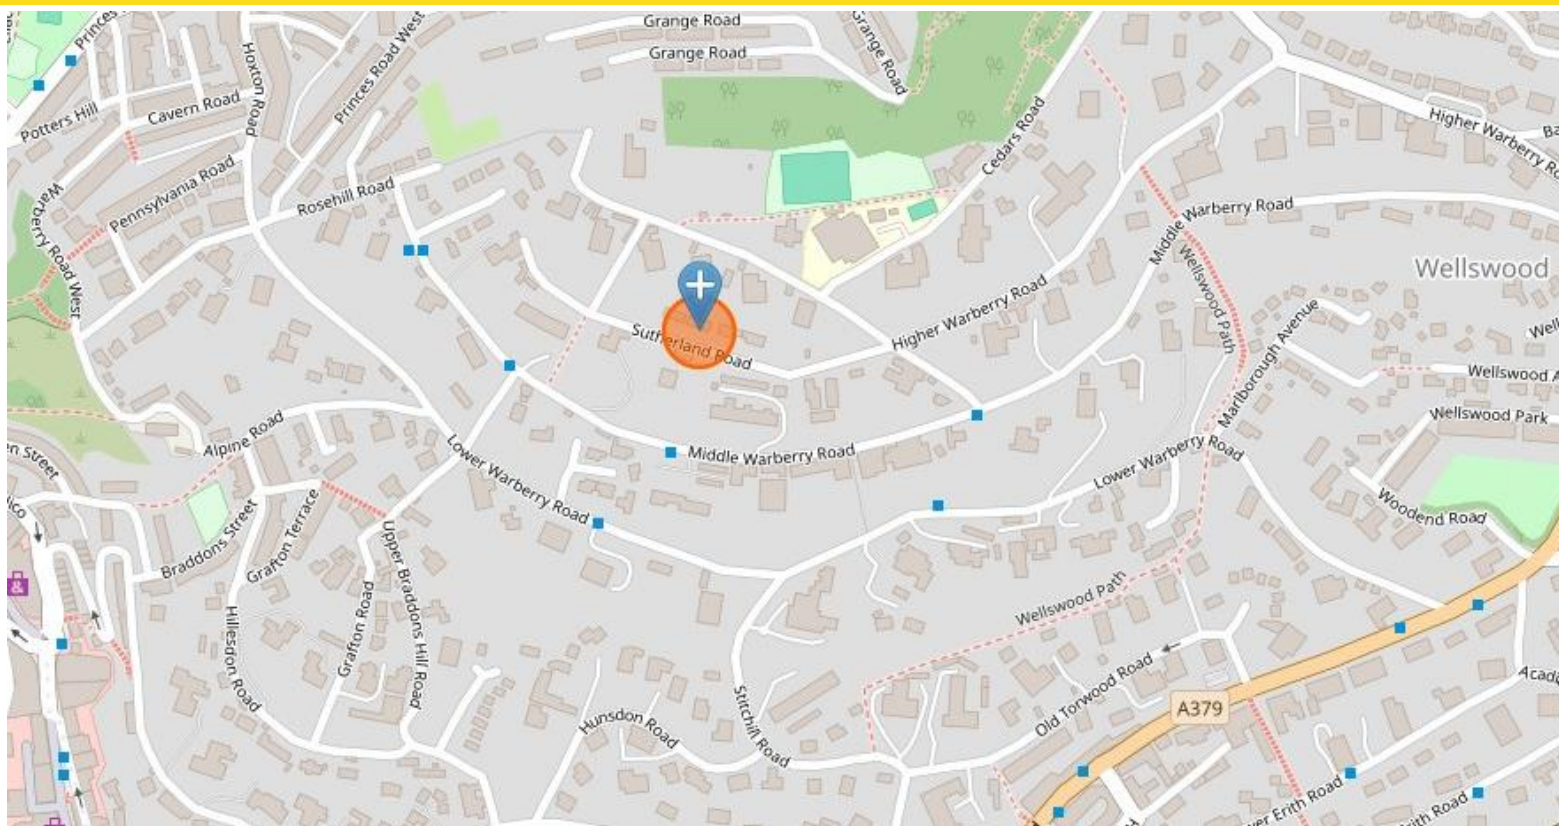 Grange Road
Princes Road West
Grange Road
Grange Road
Hoxton Road
Potters Hill
Cavern Road
Higher Warberry
Cedars Road
Pennsylvania Road
Rosehill Road
Warberry Road West
Middle Warberry Road
Wellswood Path
Wellswood
Higher Warberry Road
Sutherland Road
Marlborough Avenue
Wellswood
Wellswood Park
Alpine Road
Lower Warberry Road
Middle Warberry Road
Lower Warberry Road
Woodend Road
Braddons Street
Grafton Terrace
Upper Braddons Hill Road
Hillesdon Road
Grafton Road
Wellswood Path
Old Torwood Road
A379
Stitchill Road
Hunsdon Road
Erith Road
Road